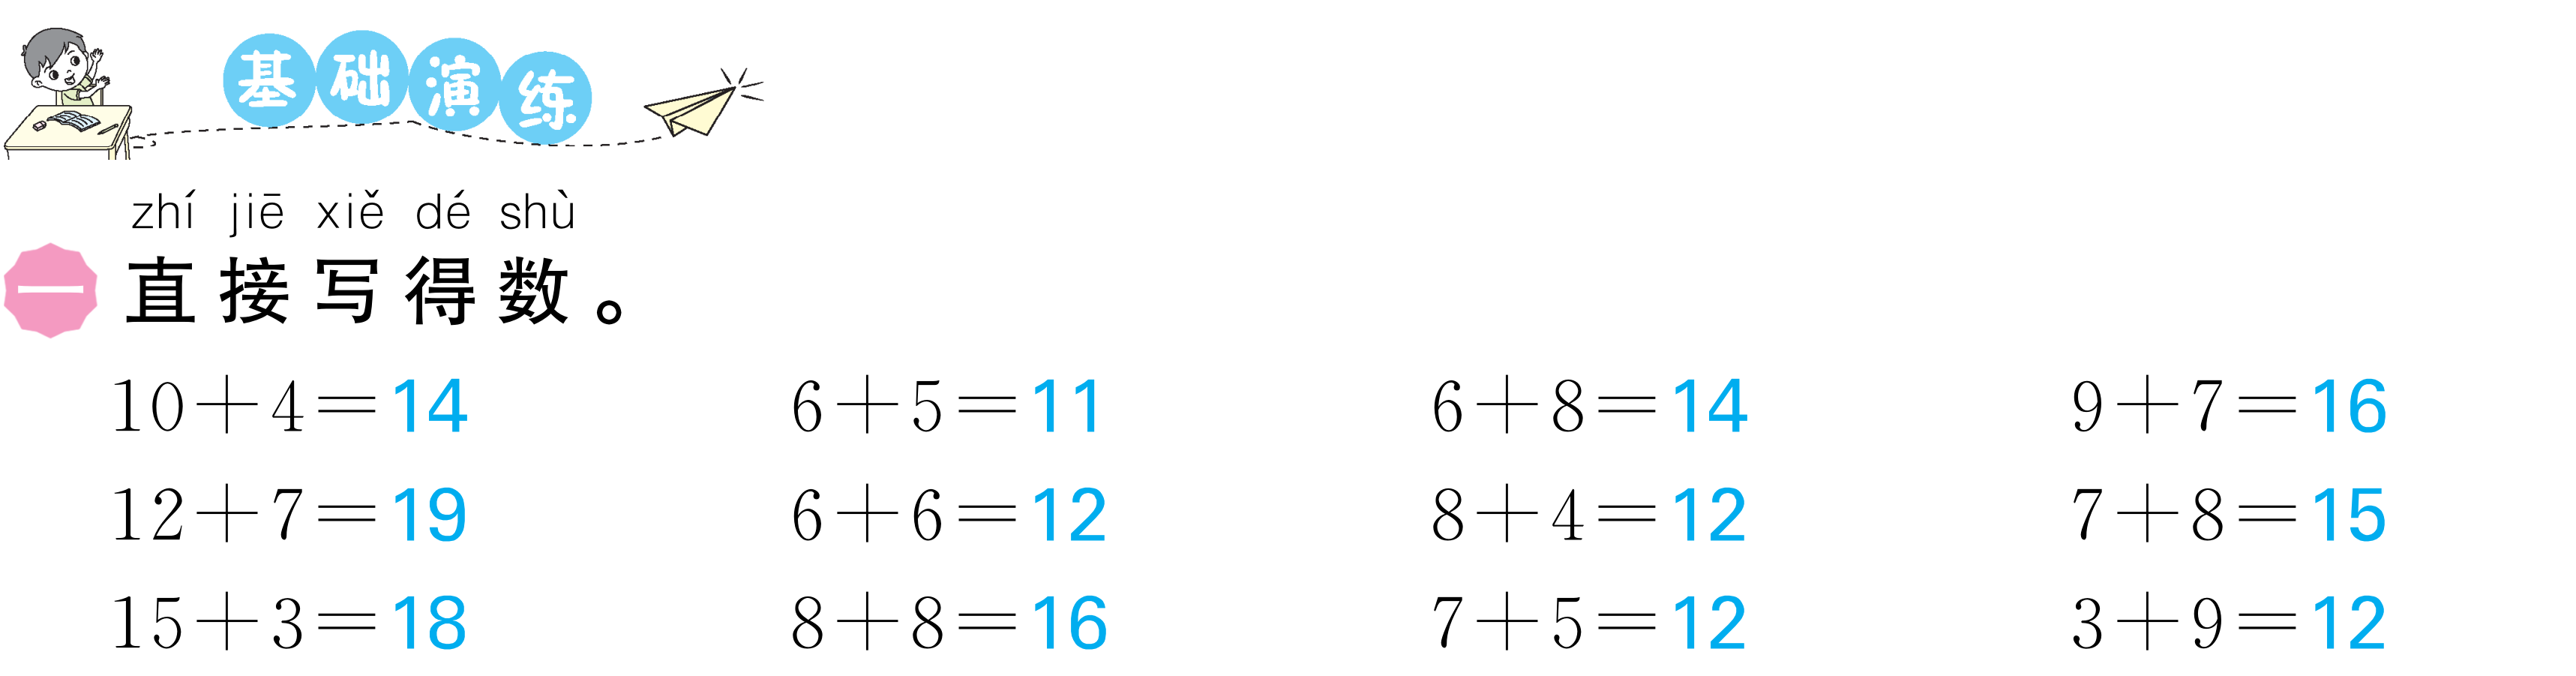 基础演练
zhí jiē xiě dé shù
一 直接写得数。
10+4=14 6+5=11 6+8=14 9+7=16
12+7=19 6+6=12 8+4=12 7+8=15
15+3=18 8+8=16 7+5=12 3+9=12